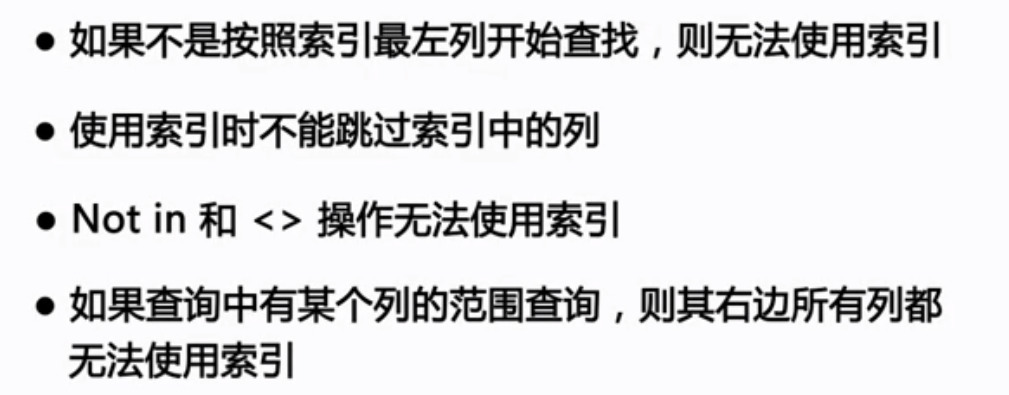 ● 如果不是按照索引最左列开始查找，则无法使用索引
● 使用索引时不能跳过索引中的列
● Not in 和 <> 操作无法使用索引
● 如果查询中有某个列的范围查询，则其右边所有列都
无法使用索引